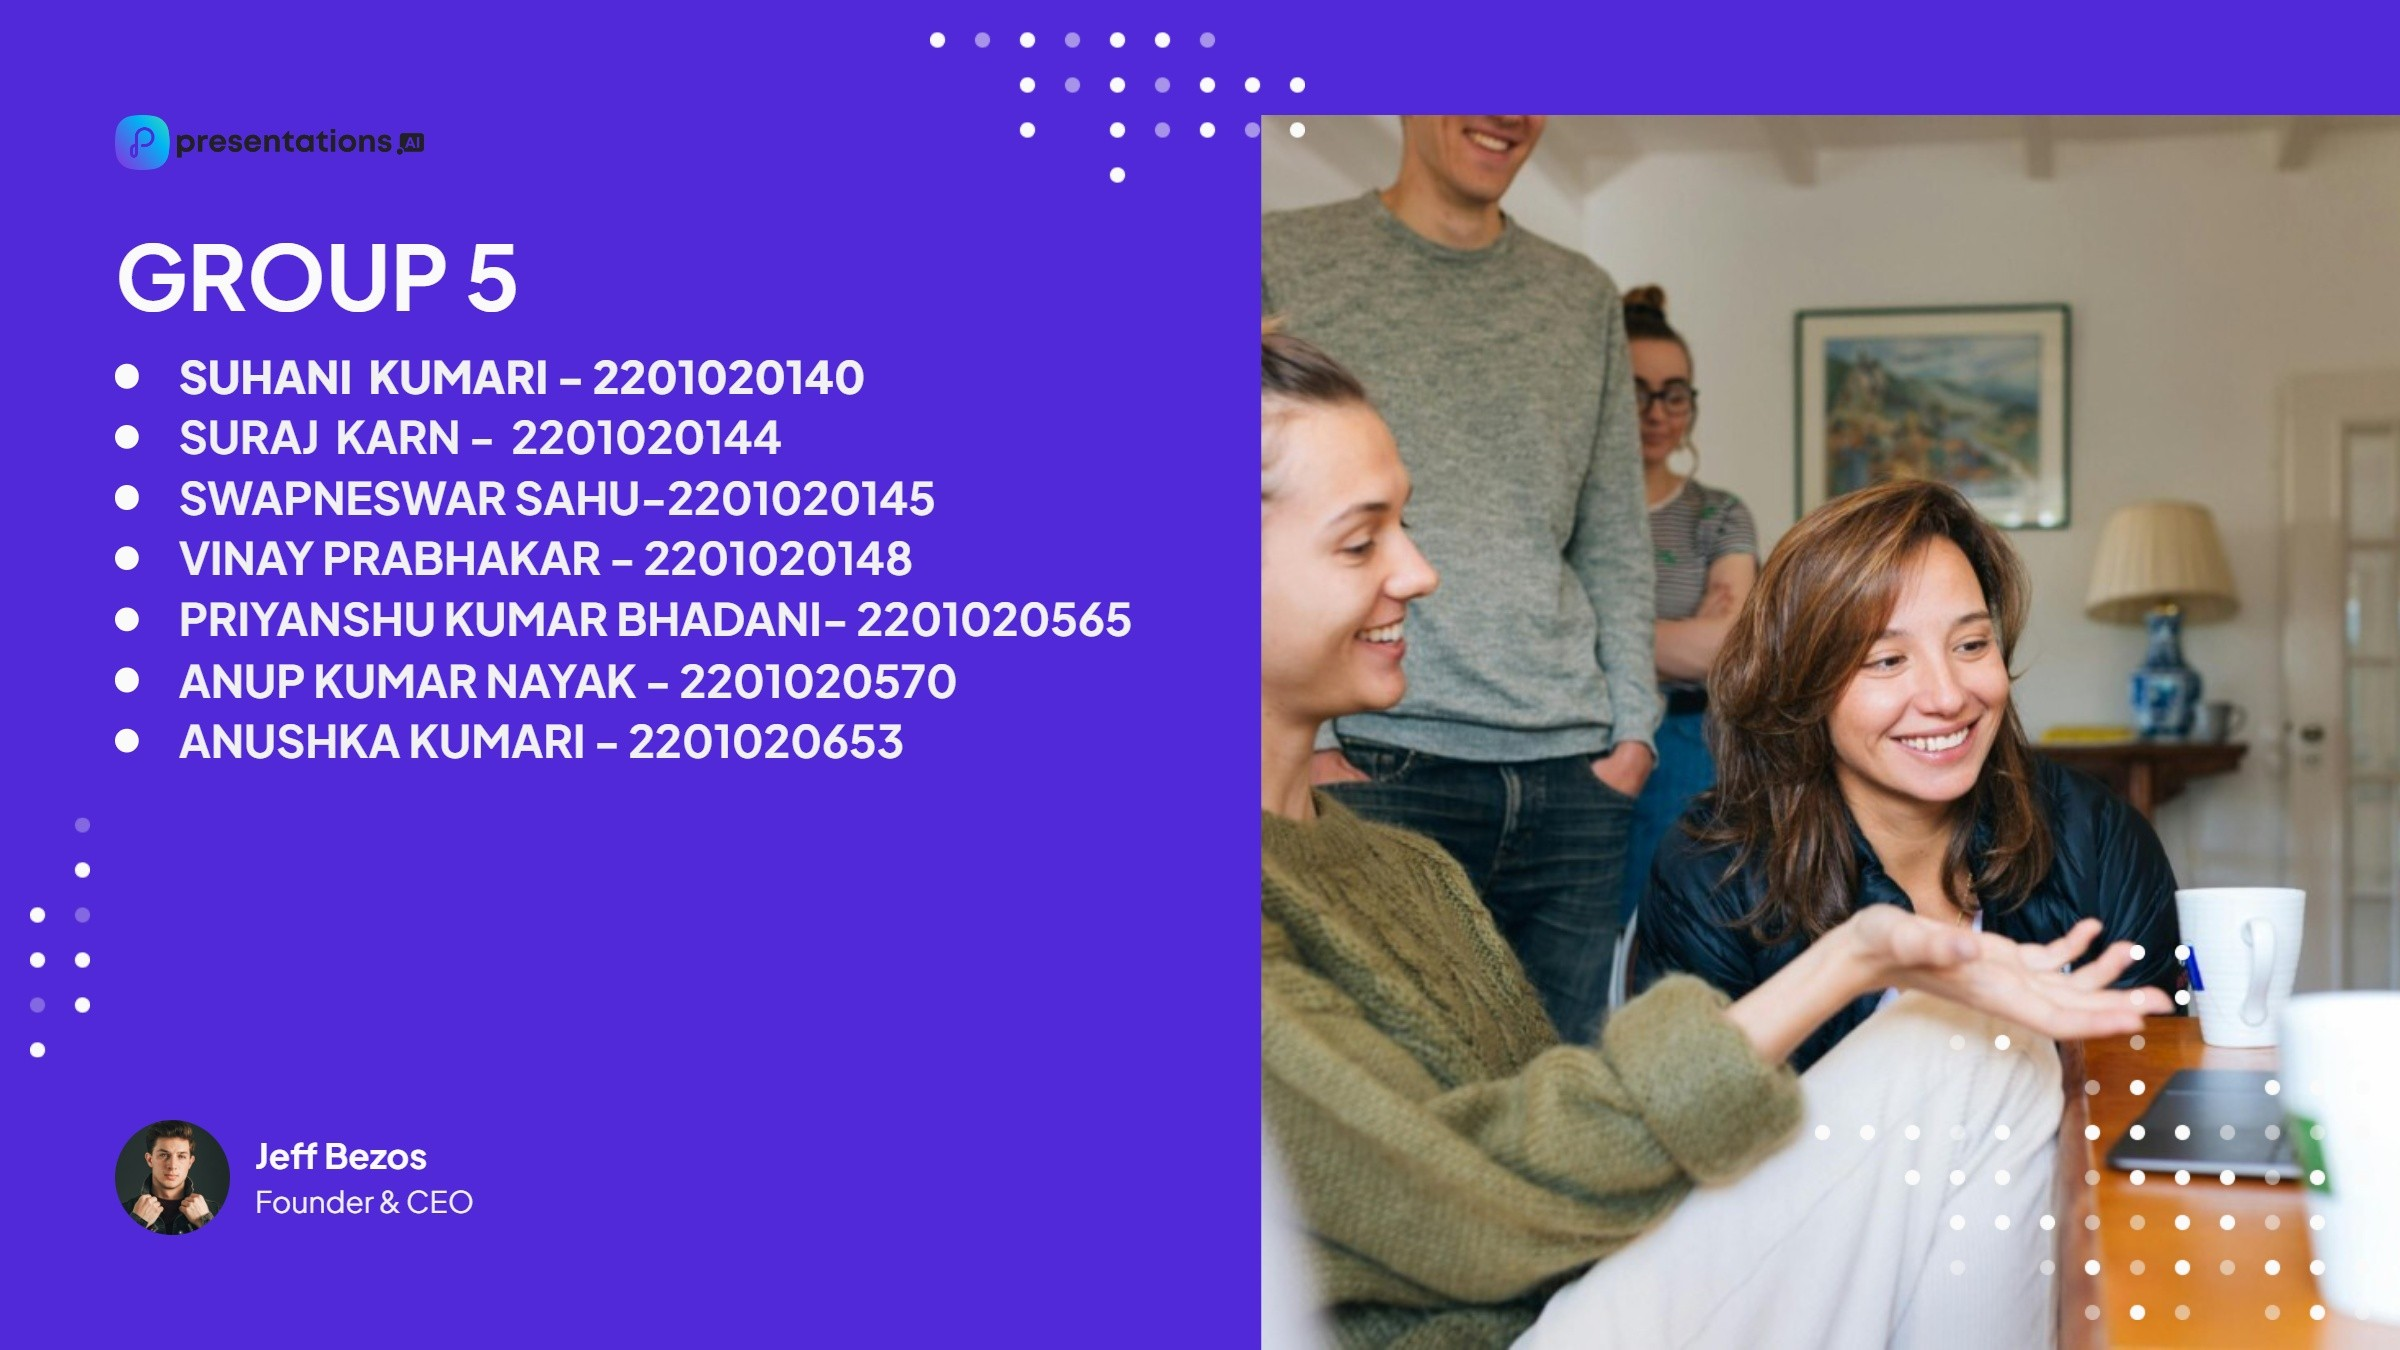 presentations.AI
GROUP 5
● SUHANI KUMARI - 2201020140
● SURAJ KARN - 2201020144
● SWAPNESWAR SAHU-2201020145
● VINAY PRABHAKAR - 2201020148
● PRIYANSHU KUMAR BHADANI- 2201020565
● ANUP KUMAR NAYAK - 2201020570
● ANUSHKA KUMARI - 2201020653
Jeff Bezos
Founder & CEO